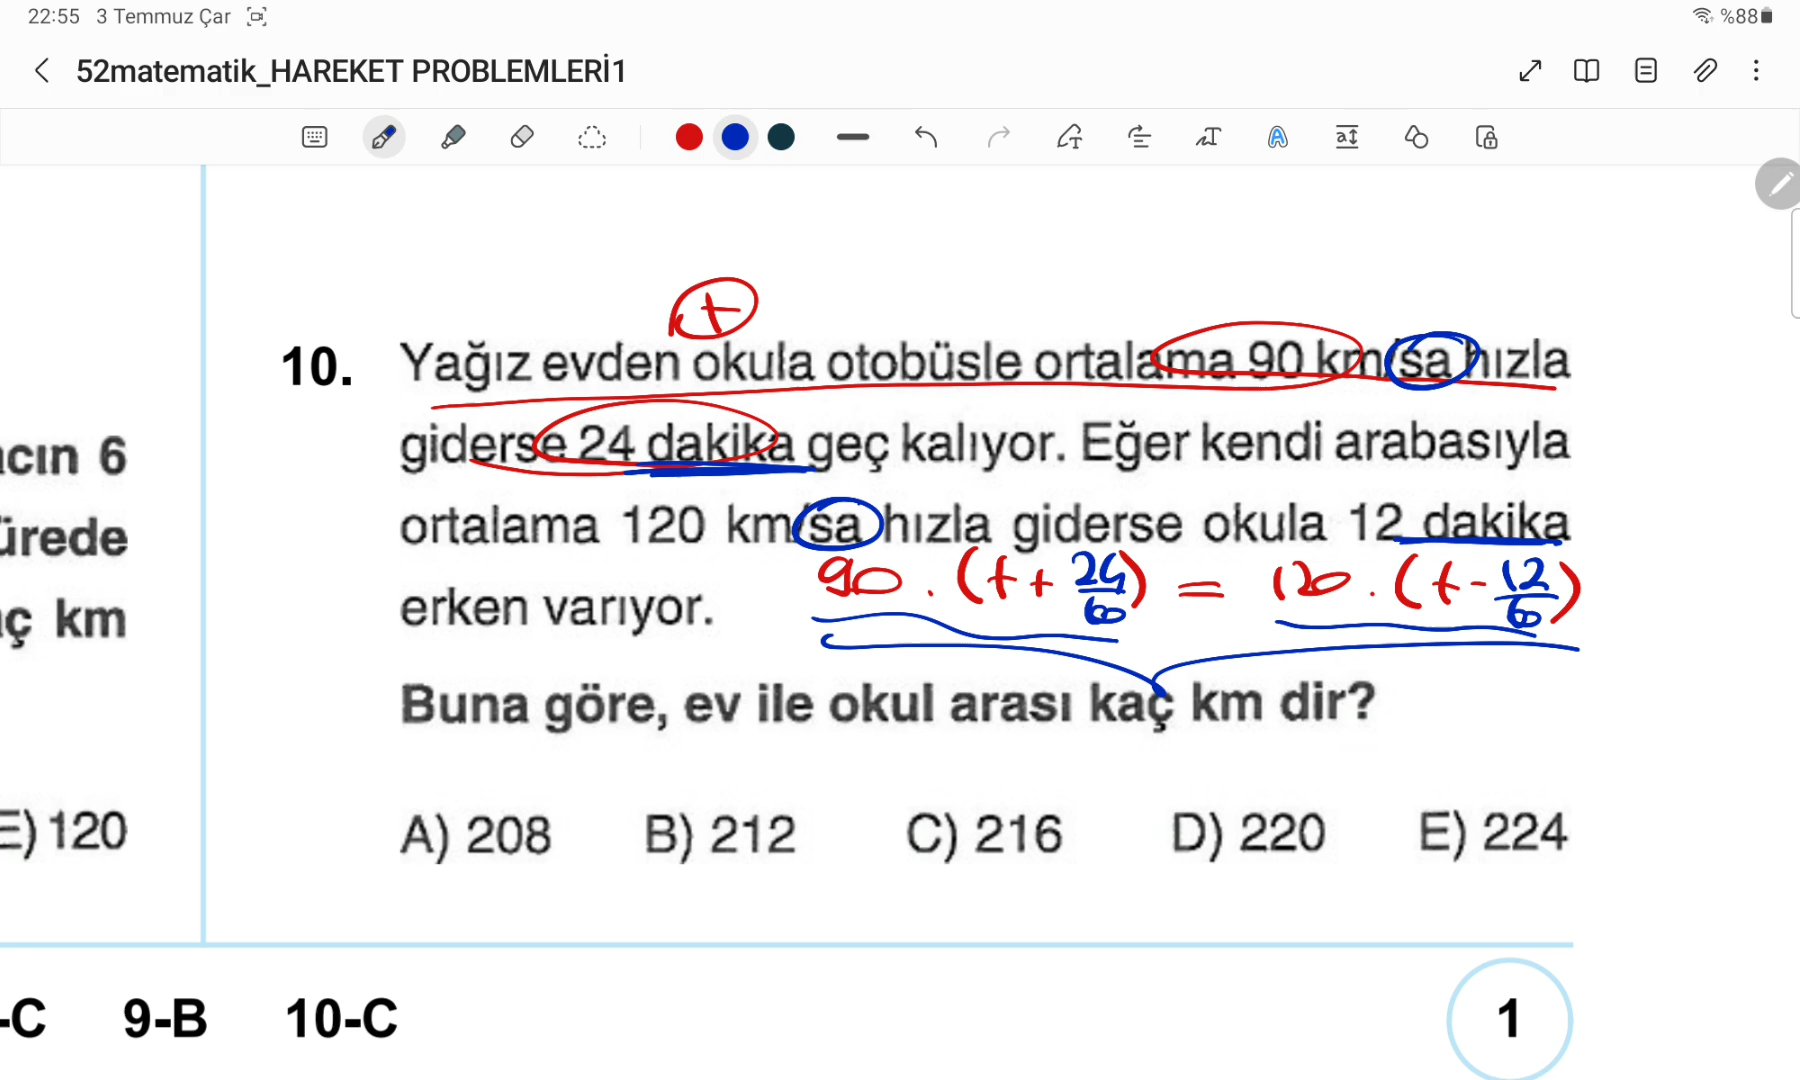 22:55 3 Temmuz Çar
%88
52matematik_HAREKET PROBLEMLERİ1
t
10. Yağız evden okula otobüsle ortalama 90 km/sa hızla
giderse 24 dakika geç kalıyor. Eğer kendi arabasıyla
ortalama 120 km/sa hızla giderse okula 12 dakika
erken varıyor.
90 . (t + 24/60) = 120 . (t - 12/60)
Buna göre, ev ile okul arası kaç km dir?
A) 208 B) 212 C) 216 D) 220 E) 224
cın 6
ürede
ç km
E) 120
-C 9-B 10-C
1